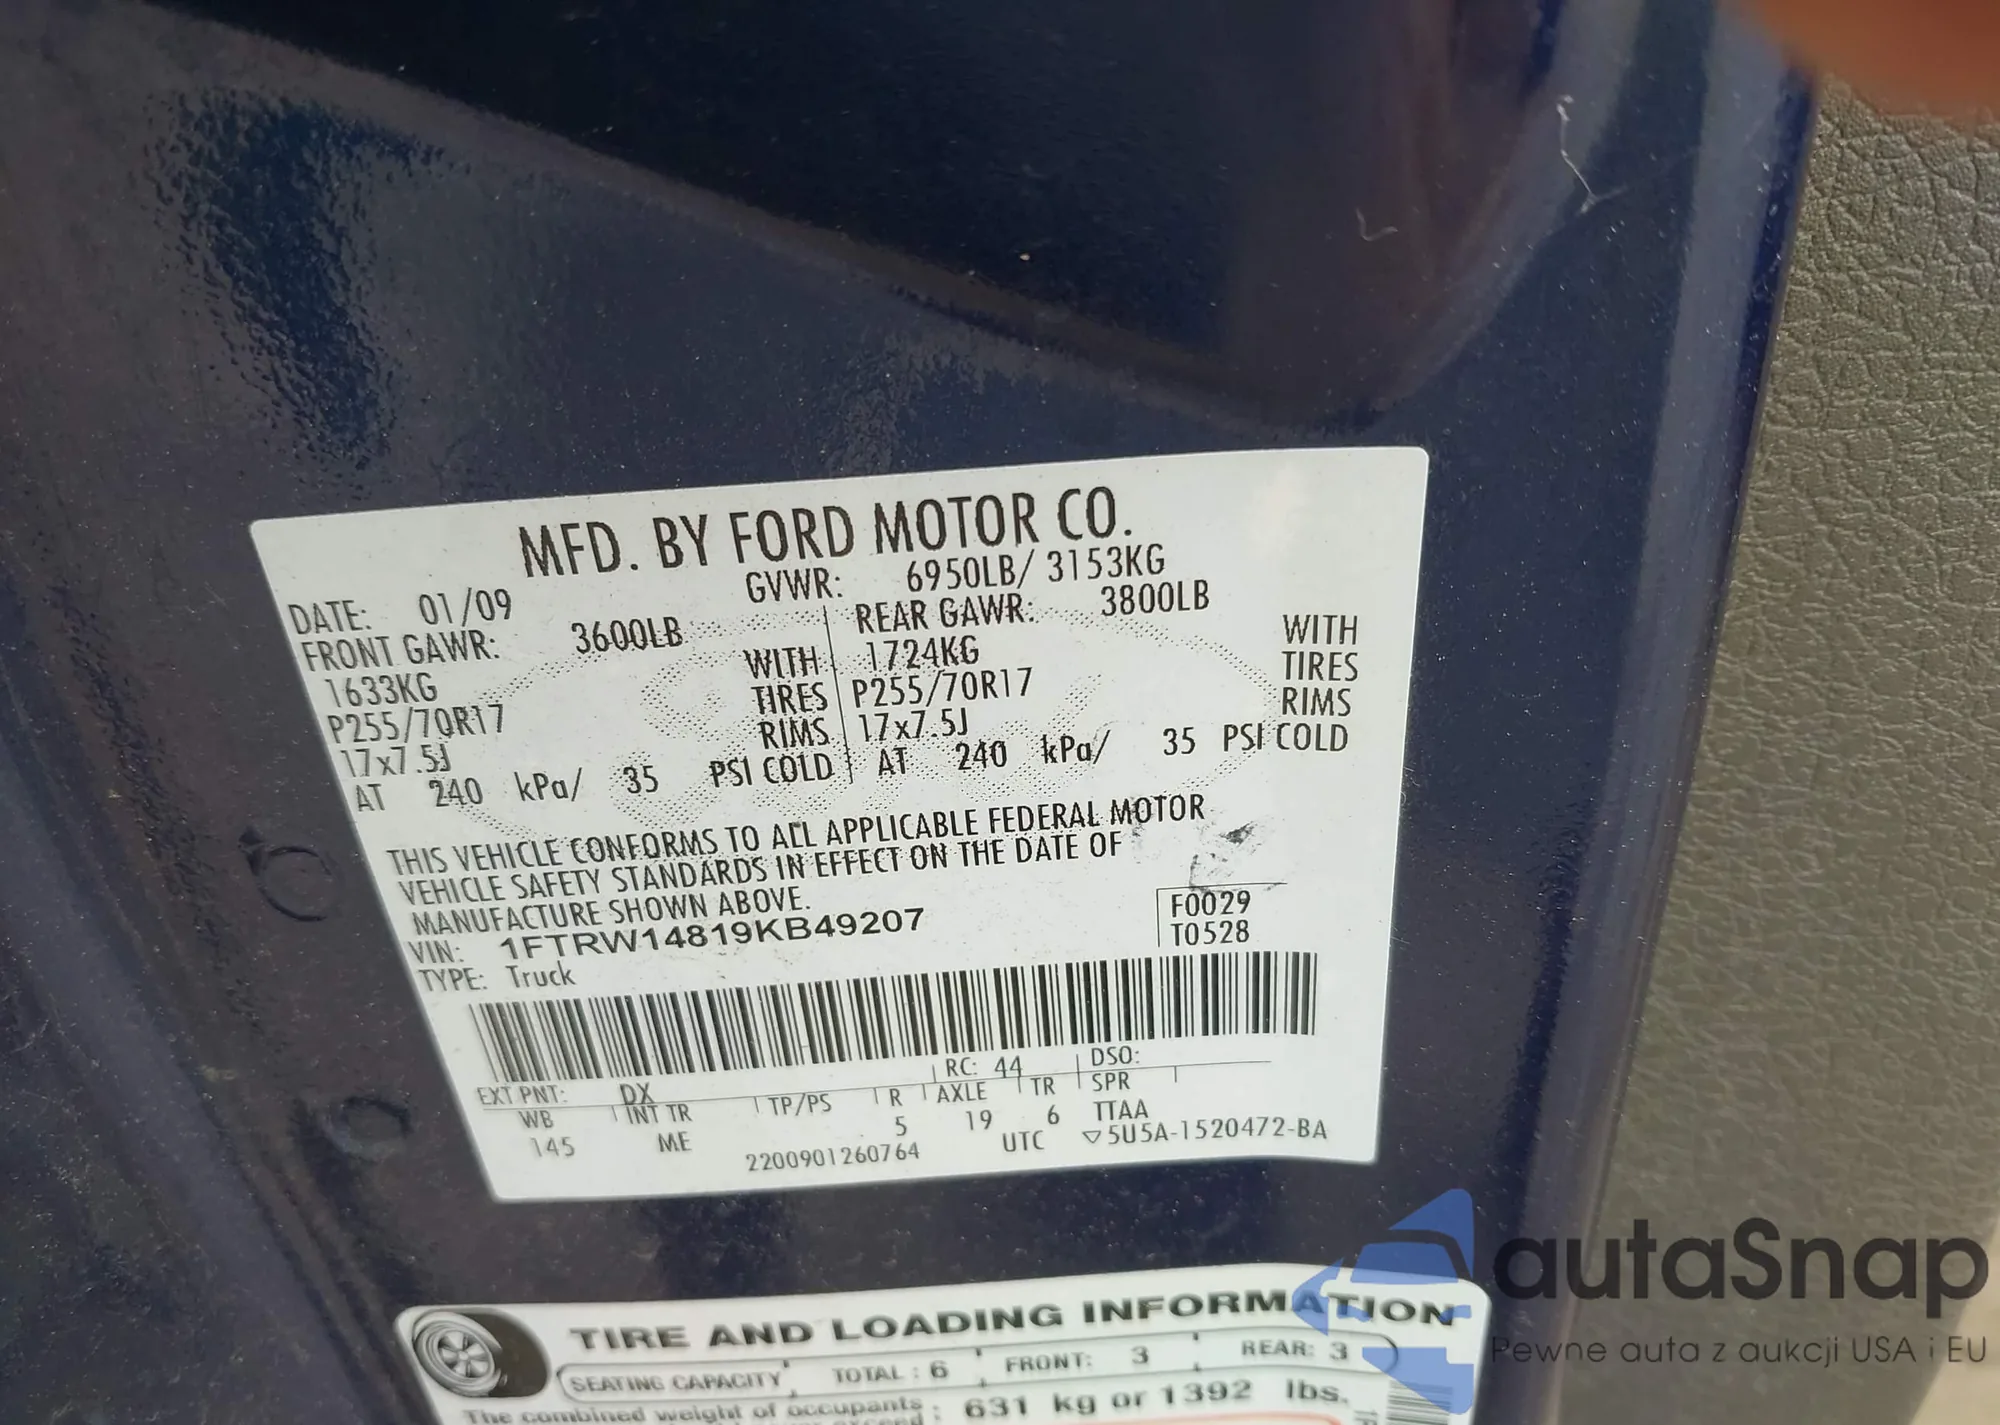 MFD. BY FORD MOTOR CO.
DATE: 01/09 GVWR: 6950LB/ 3153KG
FRONT GAWR: 3600LB REAR GAWR: 3800LB
1633KG WITH 1724KG WITH
P255/70R17 TIRES P255/70R17 TIRES
17x7.5J RIMS 17x7.5J RIMS
AT 240 kPa/ 35 PSI COLD AT 240 kPa/ 35 PSI COLD
THIS VEHICLE CONFORMS TO ALL APPLICABLE FEDERAL MOTOR
VEHICLE SAFETY STANDARDS IN EFFECT ON THE DATE OF
MANUFACTURE SHOWN ABOVE.
VIN: 1FTRW14819KB49207 F0029
TYPE: Truck T0528
EXT PNT: DX RC: 44 DSO:
WB INT TR TP/PS R AXLE TR SPR
145 ME 5 19 6 TTAA
2200901260764 UTC ▽5U5A-1520472-BA
TIRE AND LOADING INFORMATION
SEATING CAPACITY TOTAL : 6 FRONT: 3 REAR: 3
The combined weight of occupants : 631 kg or 1392 lbs.
autaSnap
Pewne auta z aukcji USA i EU